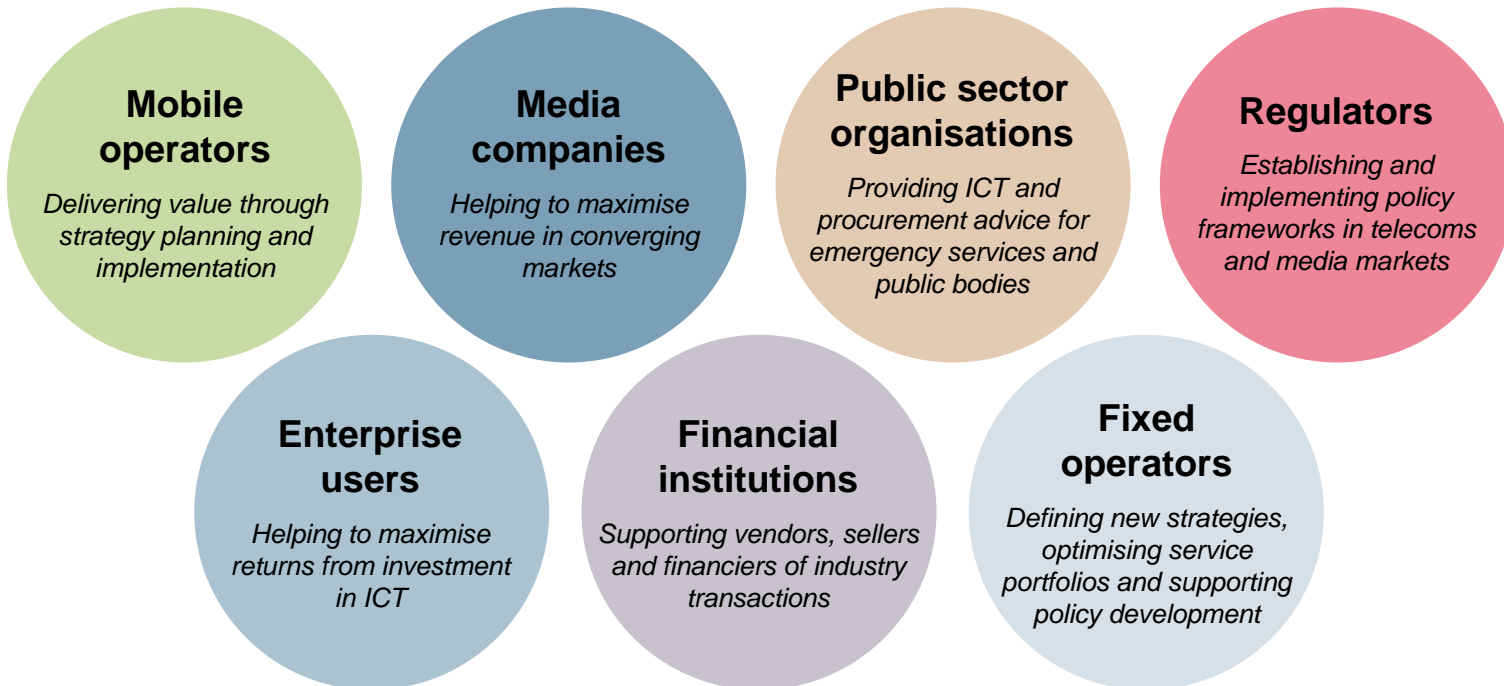 Mobile
operators
Delivering value through
strategy planning and
implementation
Media
companies
Helping to maximise
revenue in converging
markets
Public sector
organisations
Providing ICT and
procurement advice for
emergency services and
public bodies
Regulators
Establishing and
implementing policy
frameworks in telecoms
and media markets
Enterprise
users
Helping to maximise
returns from investment
in ICT
Financial
institutions
Supporting vendors, sellers
and financiers of industry
transactions
Fixed
operators
Defining new strategies,
optimising service
portfolios and supporting
policy development